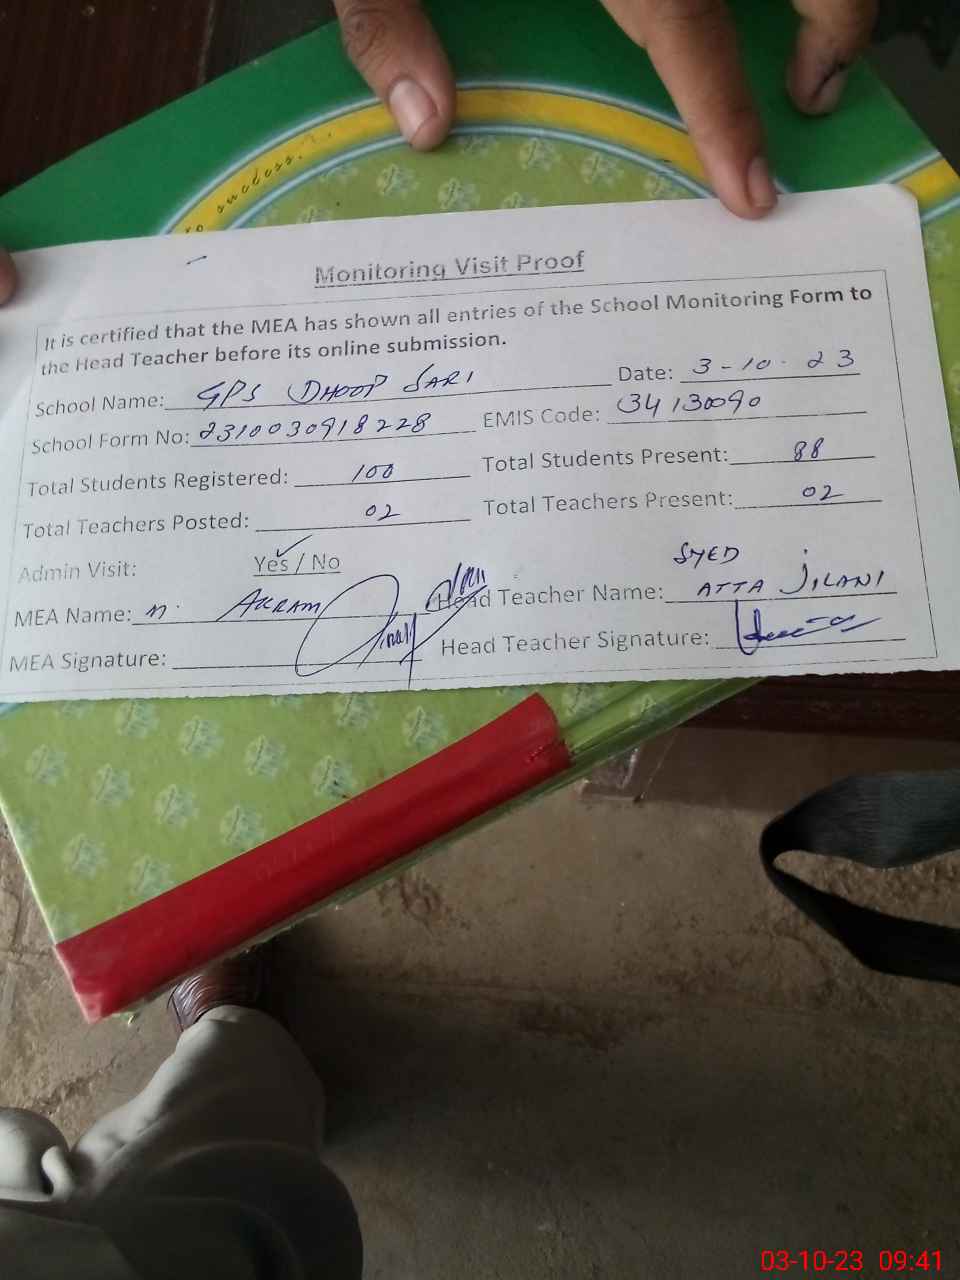 to success...
Monitoring Visit Proof
It is certified that the MEA has shown all entries of the School Monitoring Form to
the Head Teacher before its online submission.
School Name: GPS DHOOP SARI Date: 3-10-23
School Form No: 2310030918228 EMIS Code: 34130090
Total Students Registered: 100 Total Students Present: 88
Total Teachers Posted: 02 Total Teachers Present: 02
Admin Visit: Yes / No
MEA Name: M. AKRAM Head Teacher Name: SYED ATTA JILANI
MEA Signature: Head Teacher Signature:
03-10-23 09:41